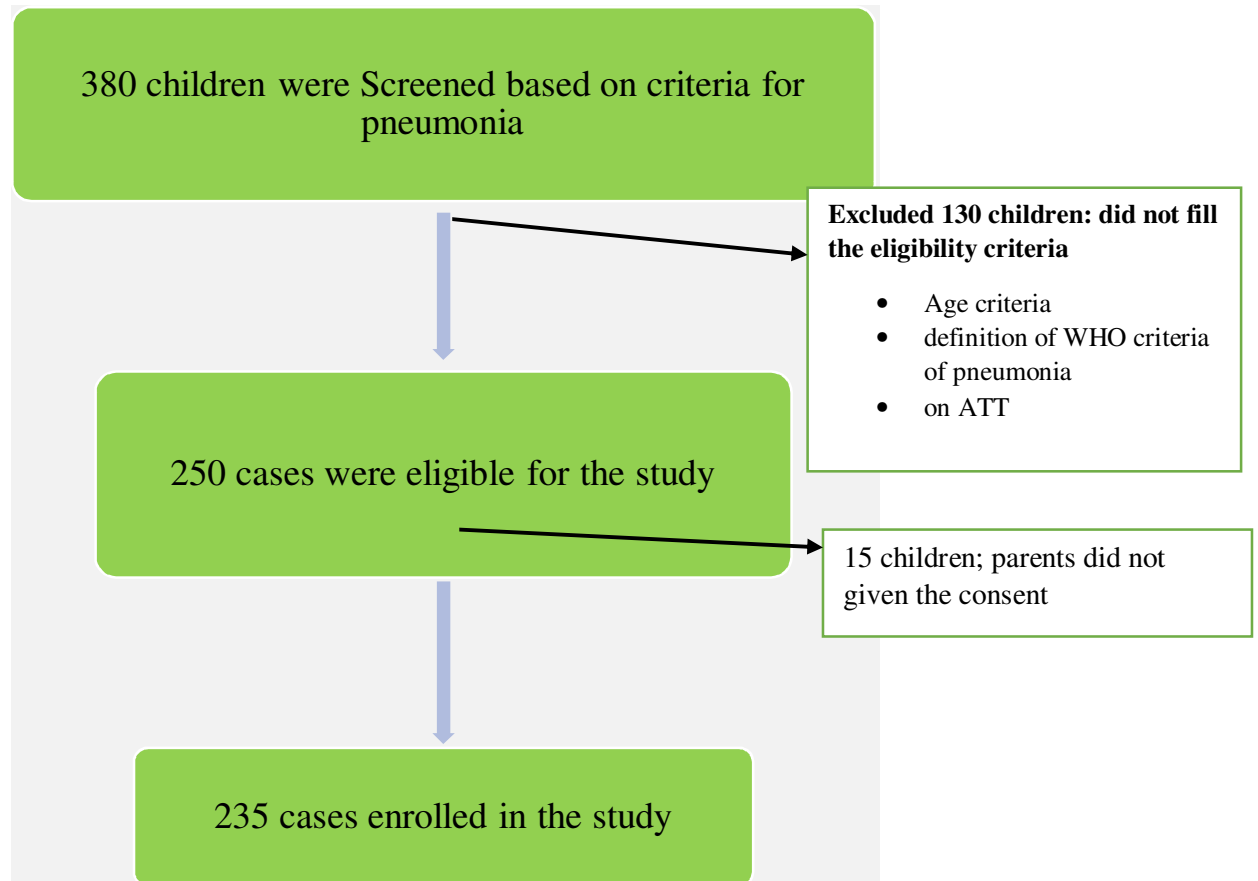 380 children were Screened based on criteria for
pneumonia
Excluded 130 children: did not fill
the eligibility criteria
• Age criteria
• definition of WHO criteria
of pneumonia
• on ATT
250 cases were eligible for the study
15 children; parents did not
given the consent
235 cases enrolled in the study